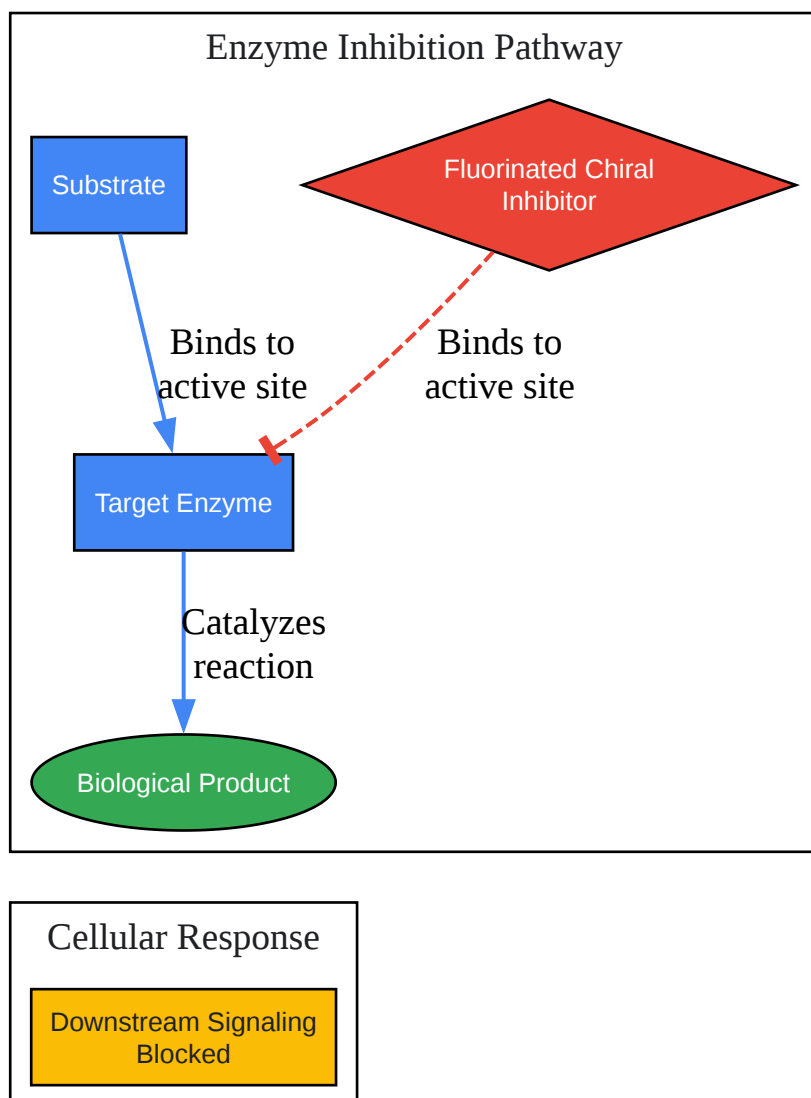 Enzyme Inhibition Pathway
Substrate
Fluorinated Chiral
Inhibitor
Binds to
active site
Binds to
active site
Target Enzyme
Catalyzes
reaction
Biological Product
Cellular Response
Downstream Signaling
Blocked